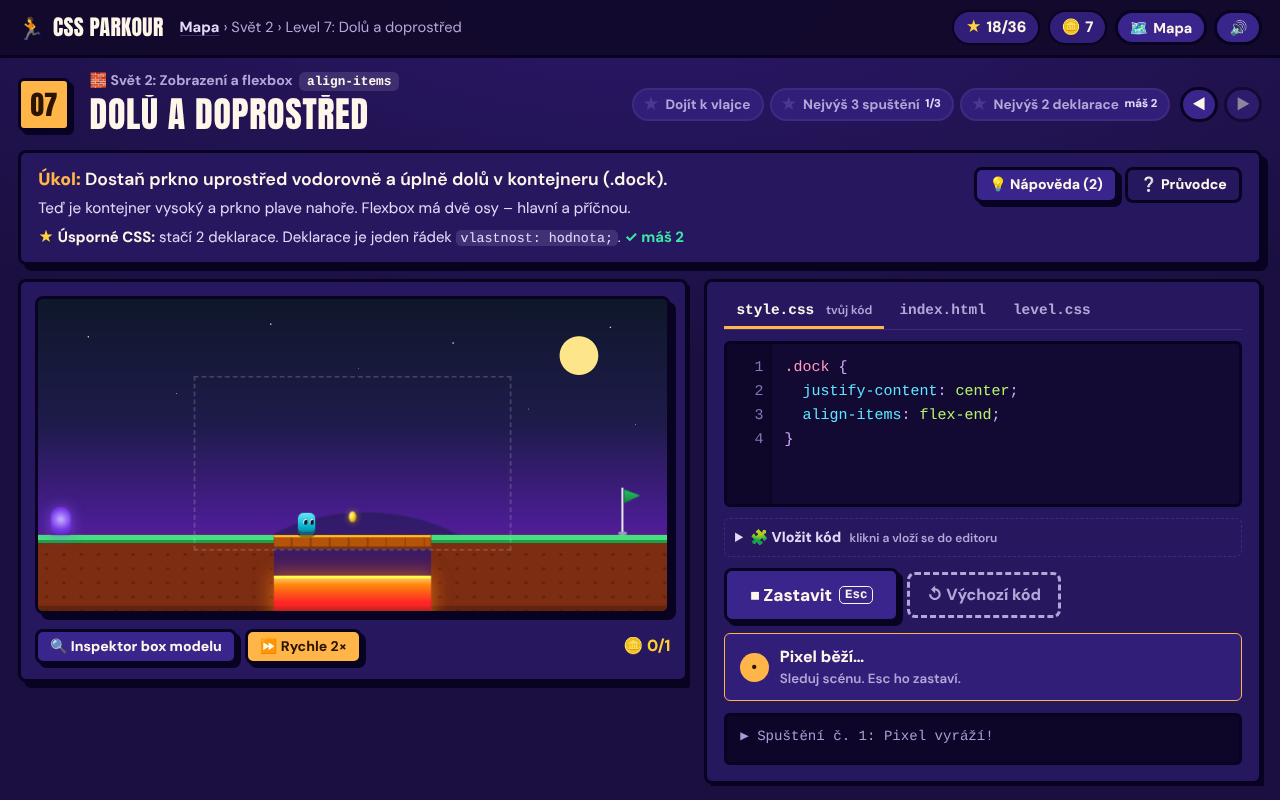 🏃 CSS PARKOUR Mapa › Svět 2 › Level 7: Dolů a doprostřed ★ 18/36 🪙 7 🗺️ Mapa 🔊
07
🧱 Svět 2: Zobrazení a flexbox align-items
DOLŮ A DOPROSTŘED
★ Dojít k vlajce ★ Nejvýš 3 spuštění 1/3 ★ Nejvýš 2 deklarace máš 2 ◀ ▶
Úkol: Dostaň prkno uprostřed vodorovně a úplně dolů v kontejneru (.dock).
Teď je kontejner vysoký a prkno plave nahoře. Flexbox má dvě osy – hlavní a příčnou.
★ Úsporné CSS: stačí 2 deklarace. Deklarace je jeden řádek vlastnost: hodnota;. ✓ máš 2
💡 Nápověda (2) ❔ Průvodce
🔍 Inspektor box modelu ⏩ Rychle 2× 🪙 0/1
style.css tvůj kód index.html level.css
1 .dock {
2 justify-content: center;
3 align-items: flex-end;
4 }
▶ 🧩 Vložit kód klikni a vloží se do editoru
■ Zastavit Esc ↺ Výchozí kód
Pixel běží…
Sleduj scénu. Esc ho zastaví.
▶ Spuštění č. 1: Pixel vyráží!